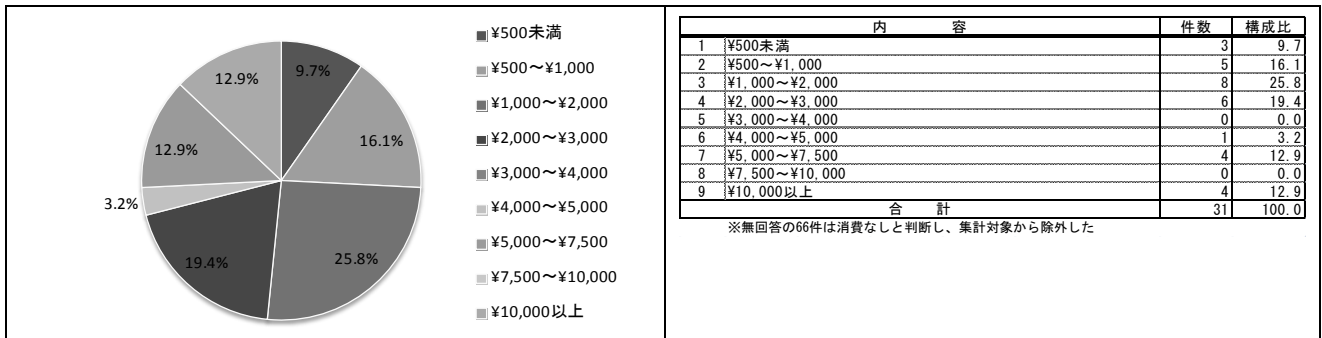 9.7%
16.1%
25.8%
19.4%
3.2%
12.9%
12.9%
¥500未満
¥500～¥1,000
¥1,000～¥2,000
¥2,000～¥3,000
¥3,000～¥4,000
¥4,000～¥5,000
¥5,000～¥7,500
¥7,500～¥10,000
¥10,000以上
内 容 件数 構成比
1 ¥500未満 3 9.7
2 ¥500～¥1,000 5 16.1
3 ¥1,000～¥2,000 8 25.8
4 ¥2,000～¥3,000 6 19.4
5 ¥3,000～¥4,000 0 0.0
6 ¥4,000～¥5,000 1 3.2
7 ¥5,000～¥7,500 4 12.9
8 ¥7,500～¥10,000 0 0.0
9 ¥10,000以上 4 12.9
合 計 31 100.0
※無回答の66件は消費なしと判断し、集計対象から除外した